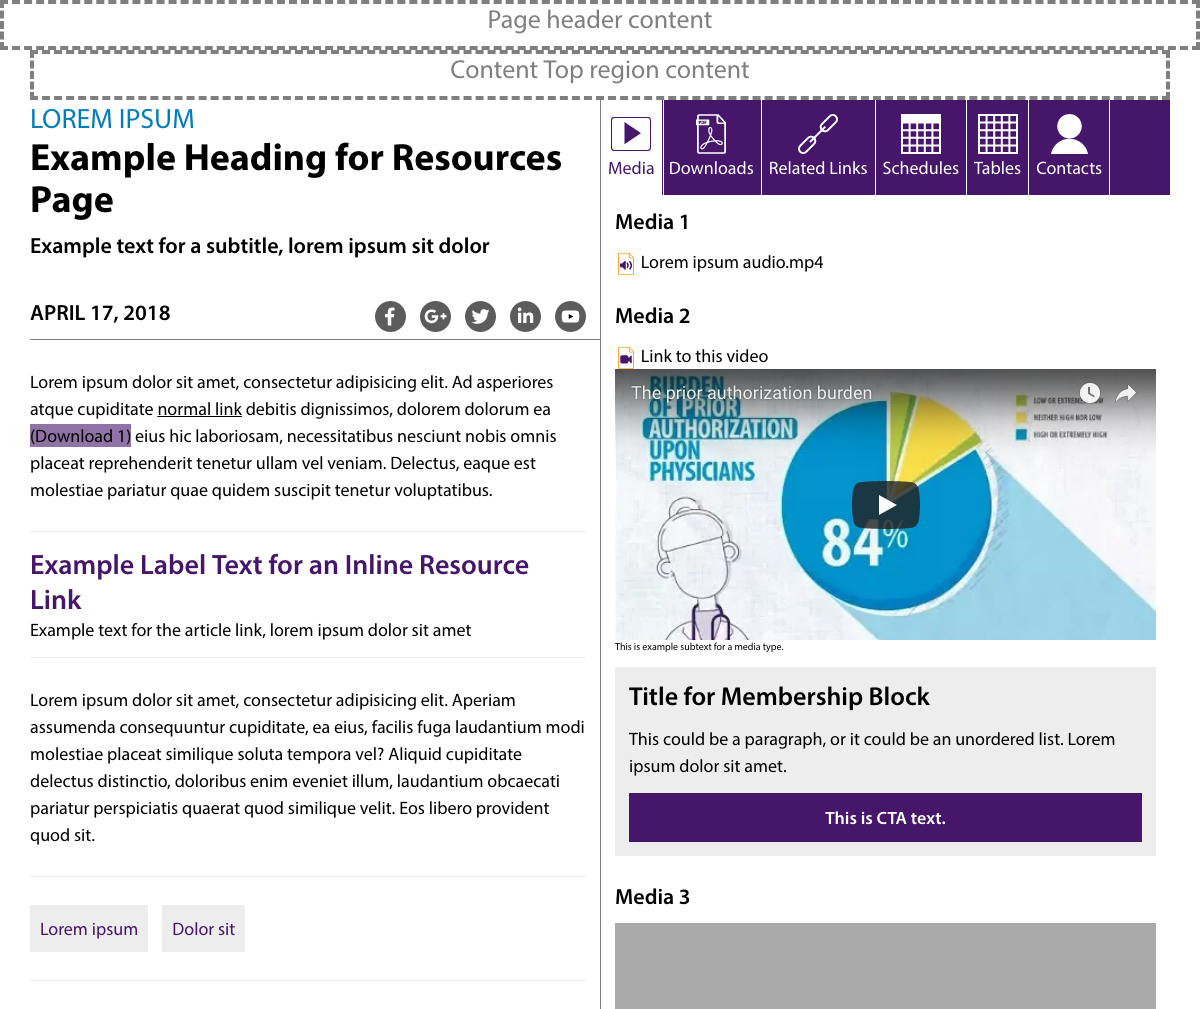 Page header content
Content Top region content
LOREM IPSUM
Example Heading for Resources
Page
Example text for a subtitle, lorem ipsum sit dolor
APRIL 17, 2018
Lorem ipsum dolor sit amet, consectetur adipisicing elit. Ad asperiores
atque cupiditate normal link debitis dignissimos, dolorem dolorum ea
(Download 1) eius hic laboriosam, necessitatibus nesciunt nobis omnis
placeat reprehenderit tenetur ullam vel veniam. Delectus, eaque est
molestiae pariatur quae quidem suscipit tenetur voluptatibus.
Example Label Text for an Inline Resource
Link
Example text for the article link, lorem ipsum dolor sit amet
Lorem ipsum dolor sit amet, consectetur adipisicing elit. Aperiam
assumenda consequuntur cupiditate, ea eius, facilis fuga laudantium modi
molestiae placeat similique soluta tempora vel? Aliquid cupiditate
delectus distinctio, doloribus enim eveniet illum, laudantium obcaecati
pariatur perspiciatis quaerat quod similique velit. Eos libero provident
quod sit.
Lorem ipsum Dolor sit
PDF
Media Downloads Related Links Schedules Tables Contacts
Media 1
Lorem ipsum audio.mp4
Media 2
Link to this video
The prior authorization burden
BURDEN
OF PRIOR
AUTHORIZATION
UPON
PHYSICIANS
LOW OR
NEITHER HIGH NOR LOW
HIGH OR EXTREMELY HIGH
84%
This is example subtext for a media type.
Title for Membership Block
This could be a paragraph, or it could be an unordered list. Lorem
ipsum dolor sit amet.
This is CTA text.
Media 3